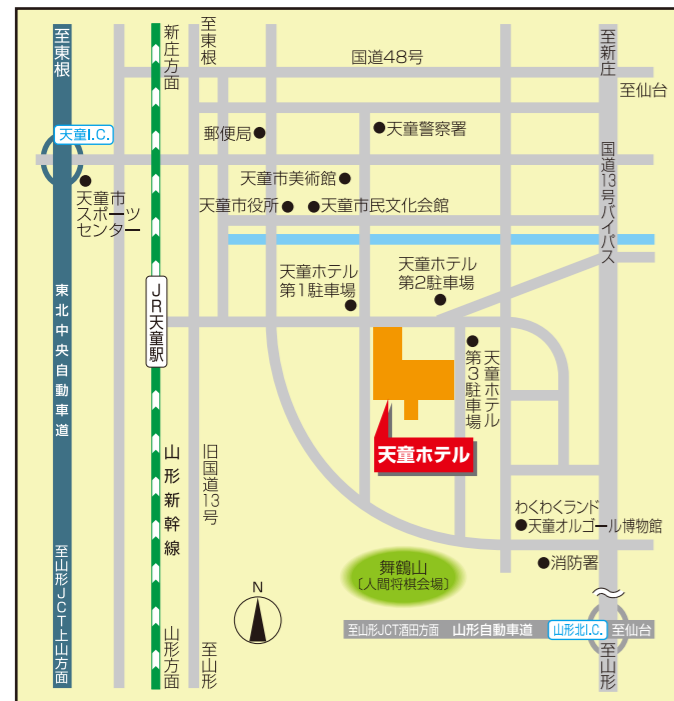 至東根
新庄方面
至東根
国道48号
至新庄
至仙台
天童I.C.
郵便局
天童警察署
国道13号バイパス
天童市美術館
天童市
スポーツ
センター
天童市役所
天童市民文化会館
天童ホテル
第1駐車場
天童ホテル
第2駐車場
東北中央自動車道
JR天童駅
天童ホテル
第3駐車場
天童ホテル
山形新幹線
旧国道13号
わくわくランド
天童オルゴール博物館
消防署
舞鶴山
〔人間将棋会場〕
至山形JCT上山方面
山形方面
至山形
N
至山形JCT酒田方面 山形自動車道 山形北I.C. 至仙台
至山形